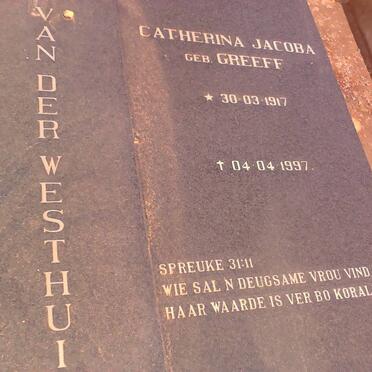 VAN DER WESTHUI
CATHERINA JACOBA
GEB. GREEFF
★ 30·03·1917
✝ 04·04·1997.
SPREUKE 31:11
WIE SAL N DEUGSAME VROU VIND
HAAR WAARDE IS VER BO KORAL